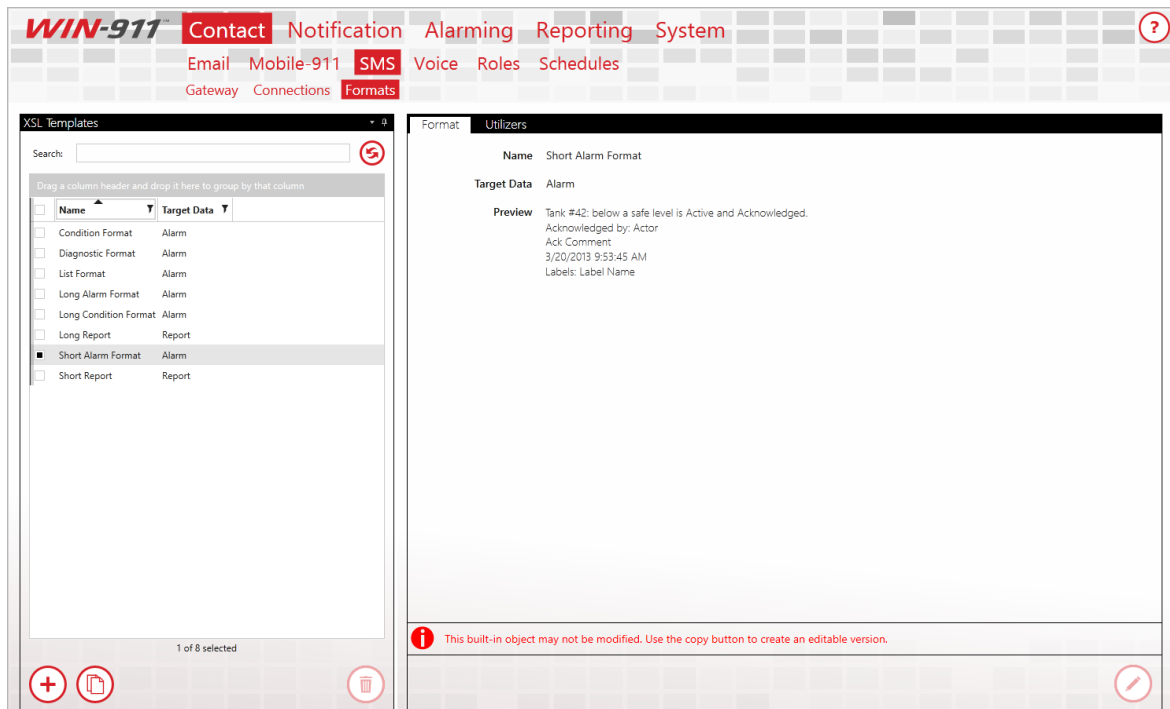 WIN-911™ Contact Notification Alarming Reporting System ?
Email Mobile-911 SMS Voice Roles Schedules
Gateway Connections Formats
XSL Templates
Search:
Drag a column header and drop it here to group by that column
Name Target Data
Condition Format Alarm
Diagnostic Format Alarm
List Format Alarm
Long Alarm Format Alarm
Long Condition Format Alarm
Long Report Report
Short Alarm Format Alarm
Short Report Report
1 of 8 selected
Format Utilizers
Name Short Alarm Format
Target Data Alarm
Preview Tank #42: below a safe level is Active and Acknowledged.
Acknowledged by: Actor
Ack Comment
3/20/2013 9:53:45 AM
Labels: Label Name
This built-in object may not be modified. Use the copy button to create an editable version.